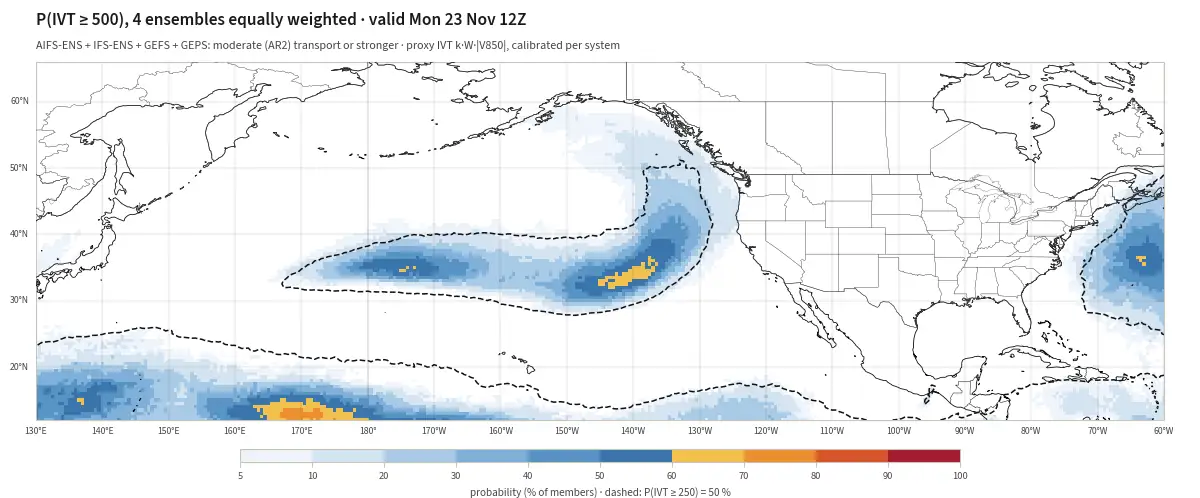 P(IVT ≥ 500), 4 ensembles equally weighted · valid Mon 23 Nov 12Z
AIFS-ENS + IFS-ENS + GEFS + GEPS: moderate (AR2) transport or stronger · proxy IVT k·W·|V850|, calibrated per system
60°N
50°N
40°N
30°N
20°N
130°E 140°E 150°E 160°E 170°E 180° 170°W 160°W 150°W 140°W 130°W 120°W 110°W 100°W 90°W 80°W 70°W 60°W
5 10 20 30 40 50 60 70 80 90 100
probability (% of members) · dashed: P(IVT ≥ 250) = 50 %